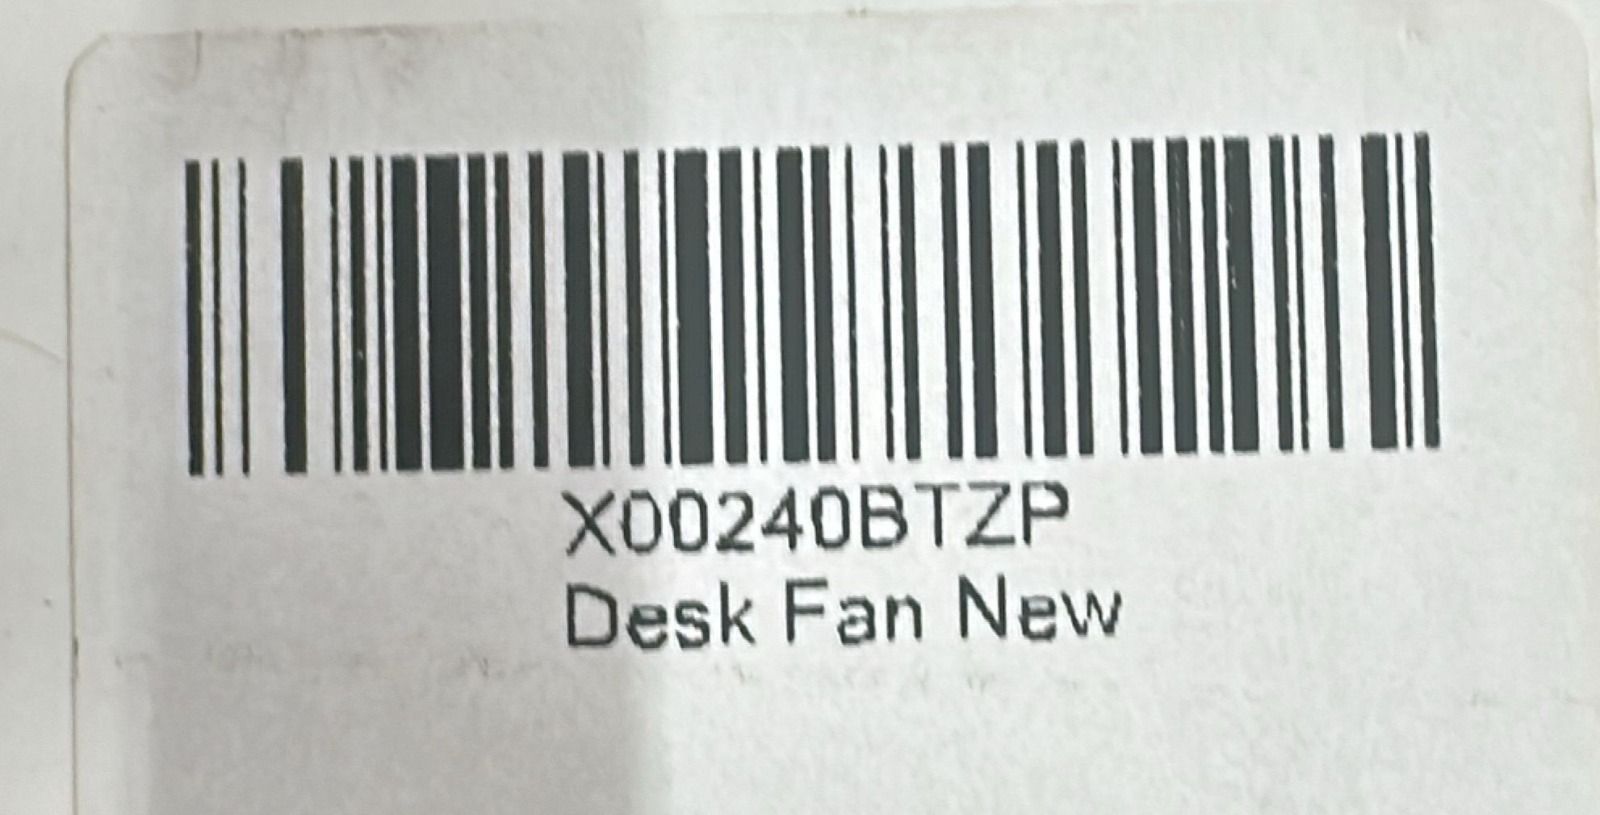 X00240BTZP
Desk Fan New